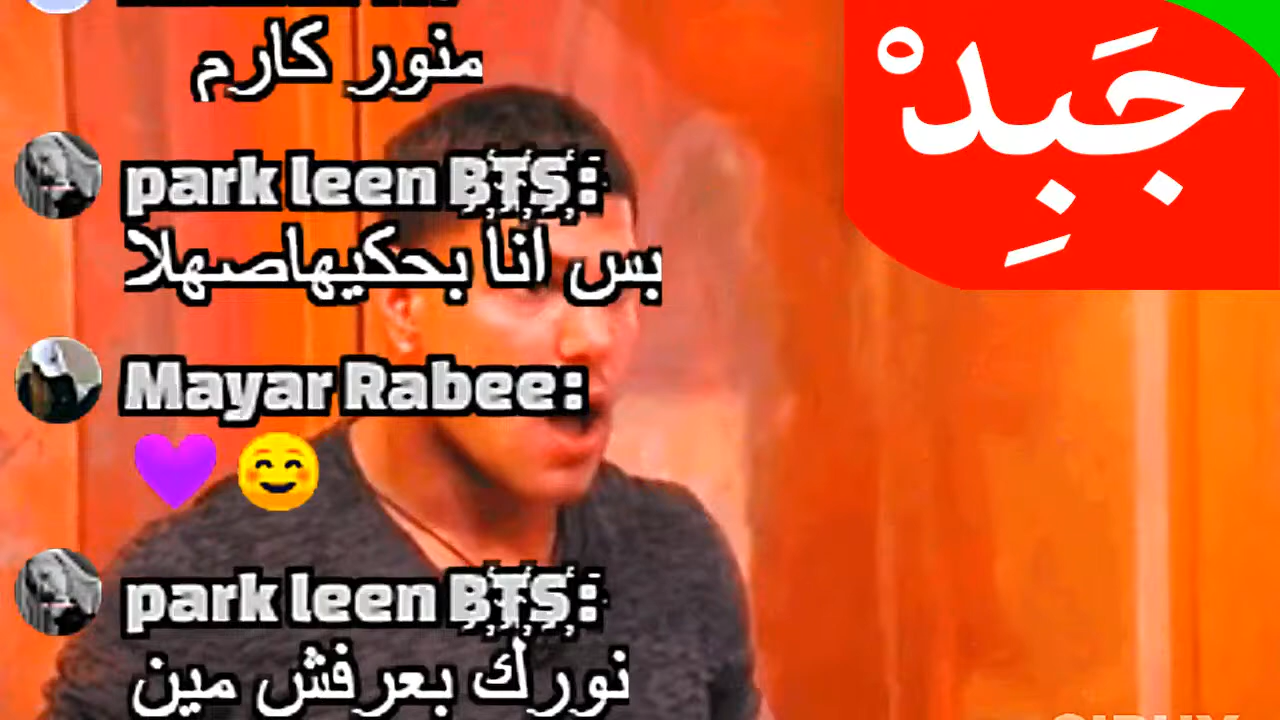 منور كارم
جَبِدْ
park leen BTS:
بس انا بحكيهاصهلا
Mayar Rabee:
💜 ☺️
park leen BTS:
نورك بعرفش مين